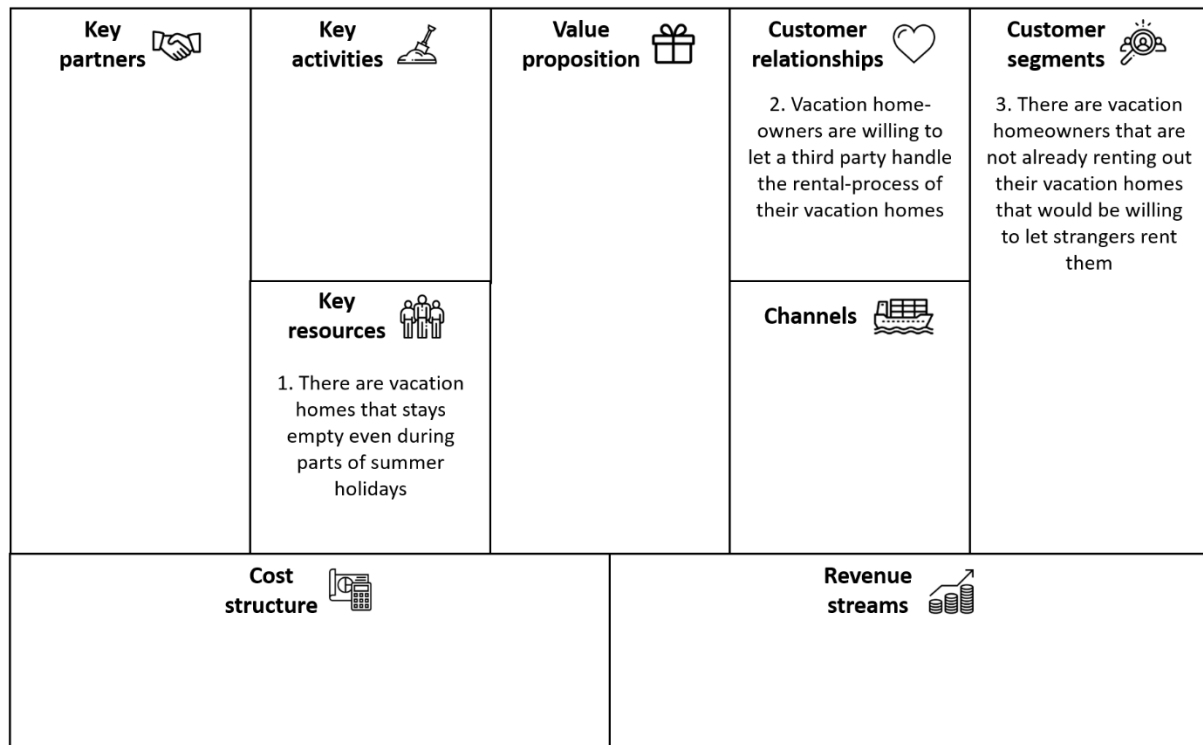 Key
partners
Key
activities
Value
proposition
Customer
relationships
2. Vacation home-
owners are willing to
let a third party handle
the rental-process of
their vacation homes
Customer
segments
3. There are vacation
homeowners that are
not already renting out
their vacation homes
that would be willing
to let strangers rent
them
Key
resources
1. There are vacation
homes that stays
empty even during
parts of summer
holidays
Channels
Cost
structure
Revenue
streams